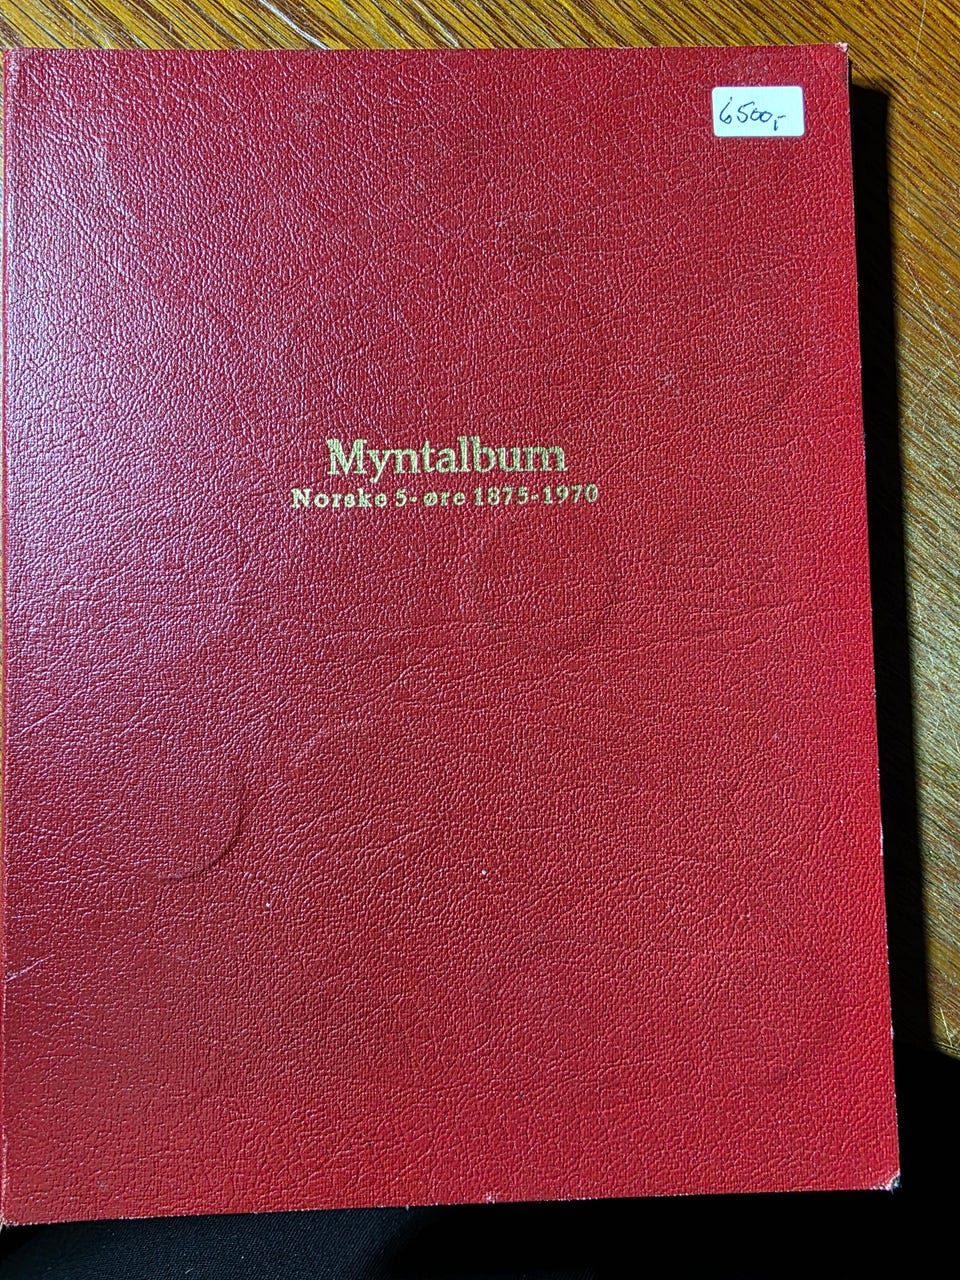 6500,-
Myntalbum
Norske 5-øre 1875-1970